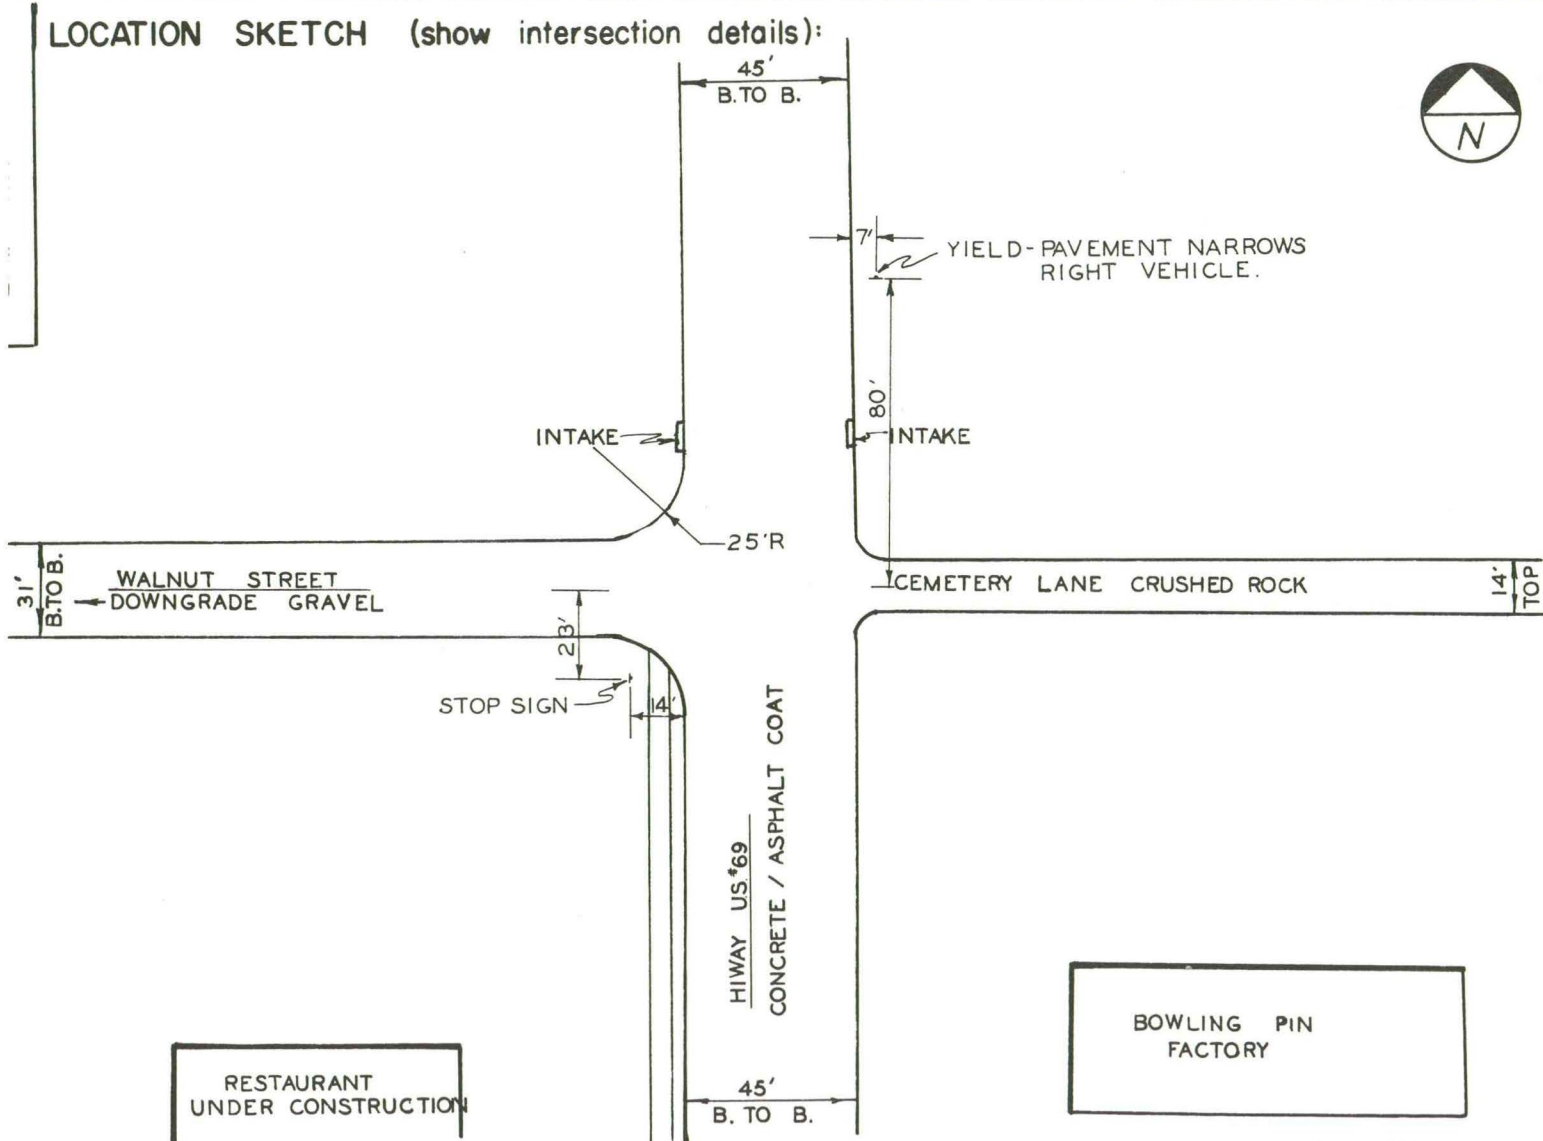 LOCATION SKETCH (show intersection details):
45'
B. TO B.
N
7'
YIELD-PAVEMENT NARROWS
RIGHT VEHICLE.
80'
INTAKE
INTAKE
25'R
31'
B. TO B.
WALNUT STREET
DOWNGRADE GRAVEL
CEMETERY LANE CRUSHED ROCK
14'
TOP
23'
STOP SIGN
14'
HIWAY U.S. #69
CONCRETE / ASPHALT COAT
BOWLING PIN
FACTORY
RESTAURANT
UNDER CONSTRUCTION
45'
B. TO B.